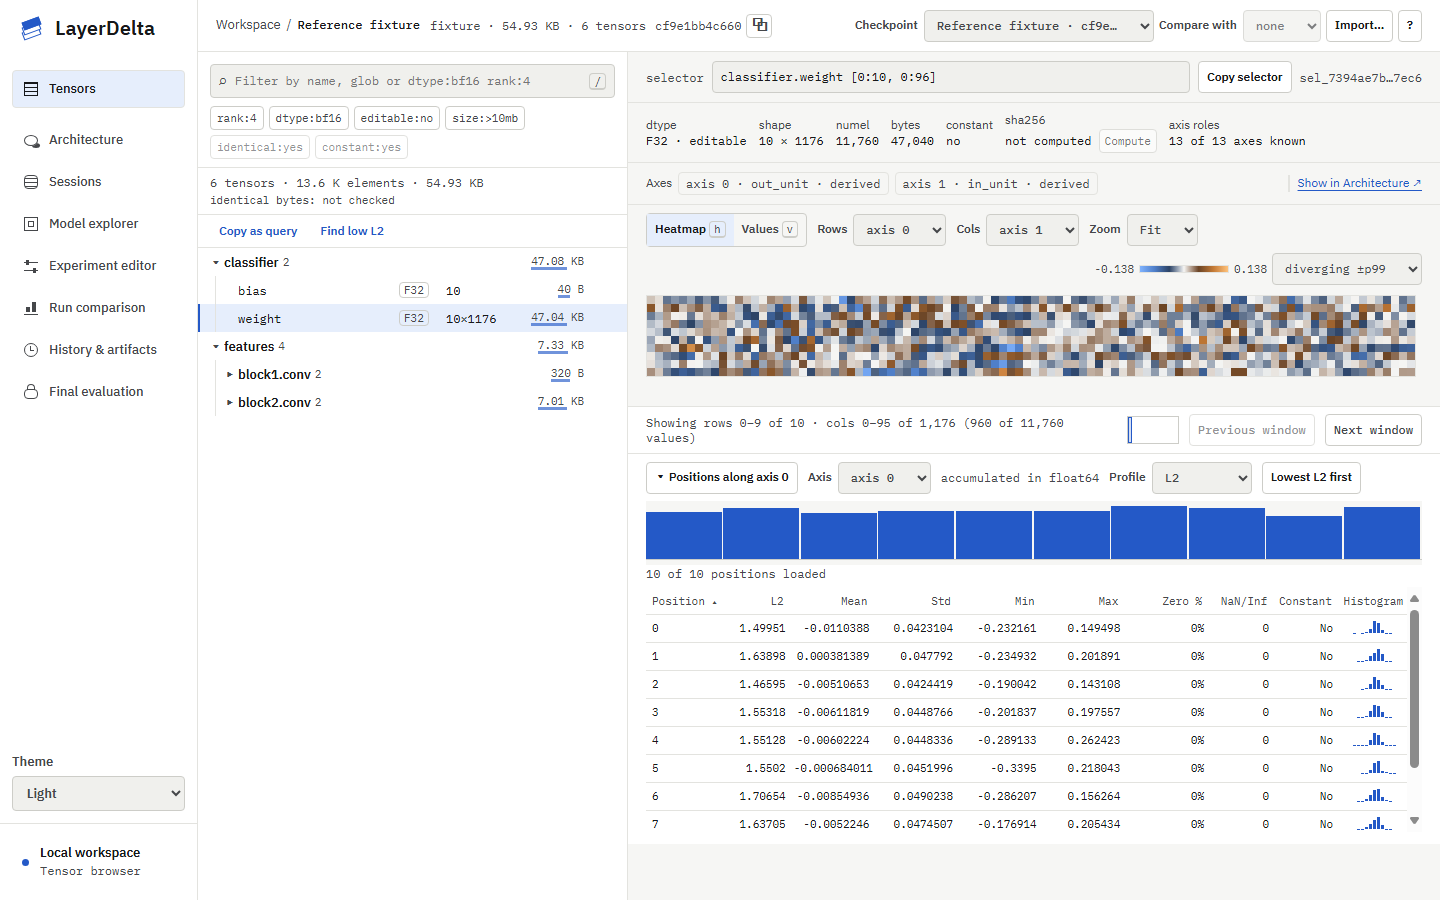 LayerDelta
Workspace / Reference fixture fixture · 54.93 KB · 6 tensors cf9e1bb4c660
Checkpoint Reference fixture · cf9e… Compare with none Import... ?
Tensors
Architecture
Sessions
Model explorer
Experiment editor
Run comparison
History & artifacts
Final evaluation
Theme
Light
Local workspace
Tensor browser
Filter by name, glob or dtype:bf16 rank:4 /
rank:4 dtype:bf16 editable:no size:>10mb
identical:yes constant:yes
6 tensors · 13.6 K elements · 54.93 KB
identical bytes: not checked
Copy as query Find low L2
classifier 2 47.08 KB
bias F32 10 40 B
weight F32 10×1176 47.04 KB
features 4 7.33 KB
block1.conv 2 320 B
block2.conv 2 7.01 KB
selector classifier.weight [0:10, 0:96] Copy selector sel_7394ae7b…7ec6
dtype shape numel bytes constant sha256 axis roles
F32 · editable 10 × 1176 11,760 47,040 no not computed Compute 13 of 13 axes known
Axes axis 0 · out_unit · derived axis 1 · in_unit · derived Show in Architecture ↗
Heatmap h Values v Rows axis 0 Cols axis 1 Zoom Fit
-0.138 0.138 diverging ±p99
Showing rows 0–9 of 10 · cols 0–95 of 1,176 (960 of 11,760
values)
Previous window Next window
Positions along axis 0 Axis axis 0 accumulated in float64 Profile L2 Lowest L2 first
10 of 10 positions loaded
Position L2 Mean Std Min Max Zero % NaN/Inf Constant Histogram
0 1.49951 -0.0110388 0.0423104 -0.232161 0.149498 0% 0 No
1 1.63898 0.000381389 0.047792 -0.234932 0.201891 0% 0 No
2 1.46595 -0.00510653 0.0424419 -0.190042 0.143108 0% 0 No
3 1.55318 -0.00611819 0.0448766 -0.201837 0.197557 0% 0 No
4 1.55128 -0.00602224 0.0448336 -0.289133 0.262423 0% 0 No
5 1.5502 -0.000684011 0.0451996 -0.3395 0.218043 0% 0 No
6 1.70654 -0.00854936 0.0490238 -0.286207 0.156264 0% 0 No
7 1.63705 -0.0052246 0.0474507 -0.176914 0.205434 0% 0 No